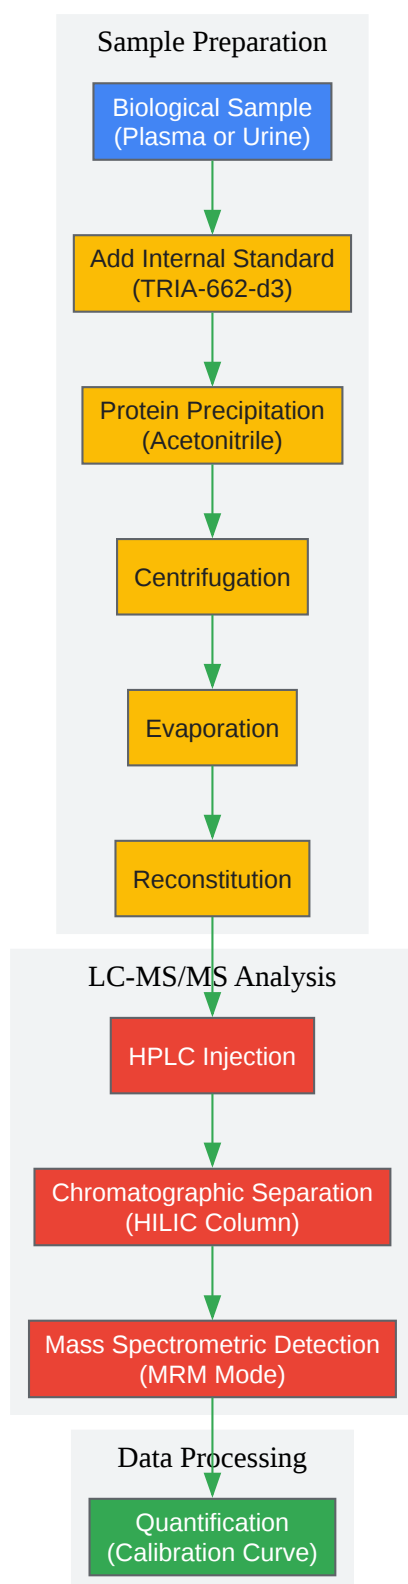 Sample Preparation
Biological Sample
(Plasma or Urine)
Add Internal Standard
(TRIA-662-d3)
Protein Precipitation
(Acetonitrile)
Centrifugation
Evaporation
Reconstitution
LC-MS/MS Analysis
HPLC Injection
Chromatographic Separation
(HILIC Column)
Mass Spectrometric Detection
(MRM Mode)
Data Processing
Quantification
(Calibration Curve)